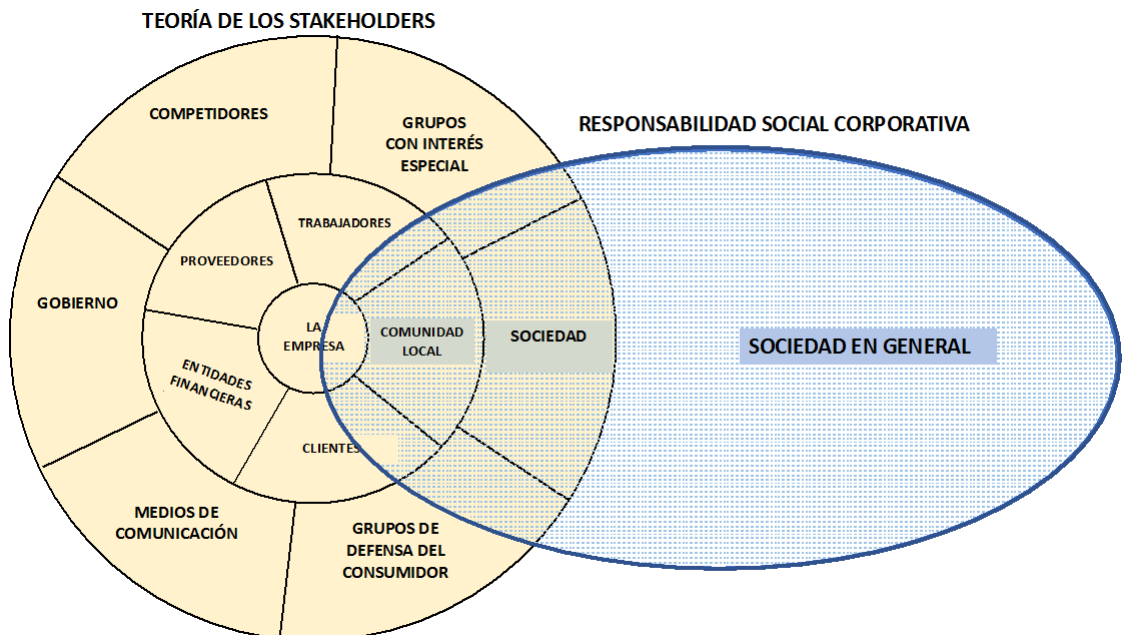 TEORÍA DE LOS STAKEHOLDERS
COMPETIDORES
GRUPOS
CON INTERÉS
ESPECIAL
RESPONSABILIDAD SOCIAL CORPORATIVA
TRABAJADORES
PROVEEDORES
GOBIERNO
LA
EMPRESA
COMUNIDAD
LOCAL
SOCIEDAD
SOCIEDAD EN GENERAL
ENTIDADES
FINANCIERAS
CLIENTES
MEDIOS DE
COMUNICACIÓN
GRUPOS DE
DEFENSA DEL
CONSUMIDOR